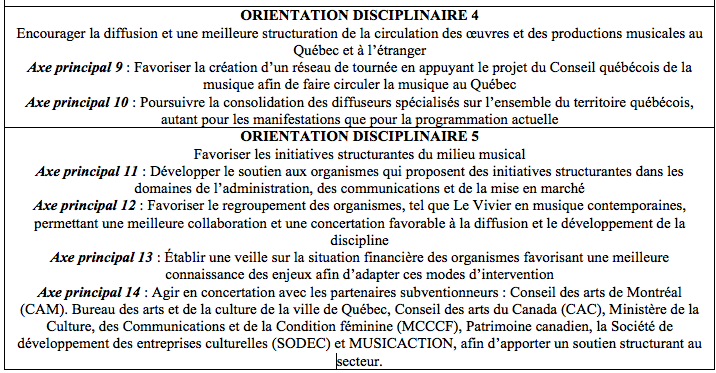 ORIENTATION DISCIPLINAIRE 4
Encourager la diffusion et une meilleure structuration de la circulation des œuvres et des productions musicales au
Québec et à l’étranger
Axe principal 9 : Favoriser la création d’un réseau de tournée en appuyant le projet du Conseil québécois de la
musique afin de faire circuler la musique au Québec
Axe principal 10 : Poursuivre la consolidation des diffuseurs spécialisés sur l’ensemble du territoire québécois,
autant pour les manifestations que pour la programmation actuelle
ORIENTATION DISCIPLINAIRE 5
Favoriser les initiatives structurantes du milieu musical
Axe principal 11 : Développer le soutien aux organismes qui proposent des initiatives structurantes dans les
domaines de l’administration, des communications et de la mise en marché
Axe principal 12 : Favoriser le regroupement des organismes, tel que Le Vivier en musique contemporaines,
permettant une meilleure collaboration et une concertation favorable à la diffusion et le développement de la
discipline
Axe principal 13 : Établir une veille sur la situation financière des organismes favorisant une meilleure
connaissance des enjeux afin d’adapter ces modes d’intervention
Axe principal 14 : Agir en concertation avec les partenaires subventionneurs : Conseil des arts de Montréal
(CAM). Bureau des arts et de la culture de la ville de Québec, Conseil des arts du Canada (CAC), Ministère de la
Culture, des Communications et de la Condition féminine (MCCCF), Patrimoine canadien, la Société de
développement des entreprises culturelles (SODEC) et MUSICACTION, afin d’apporter un soutien structurant au
secteur.